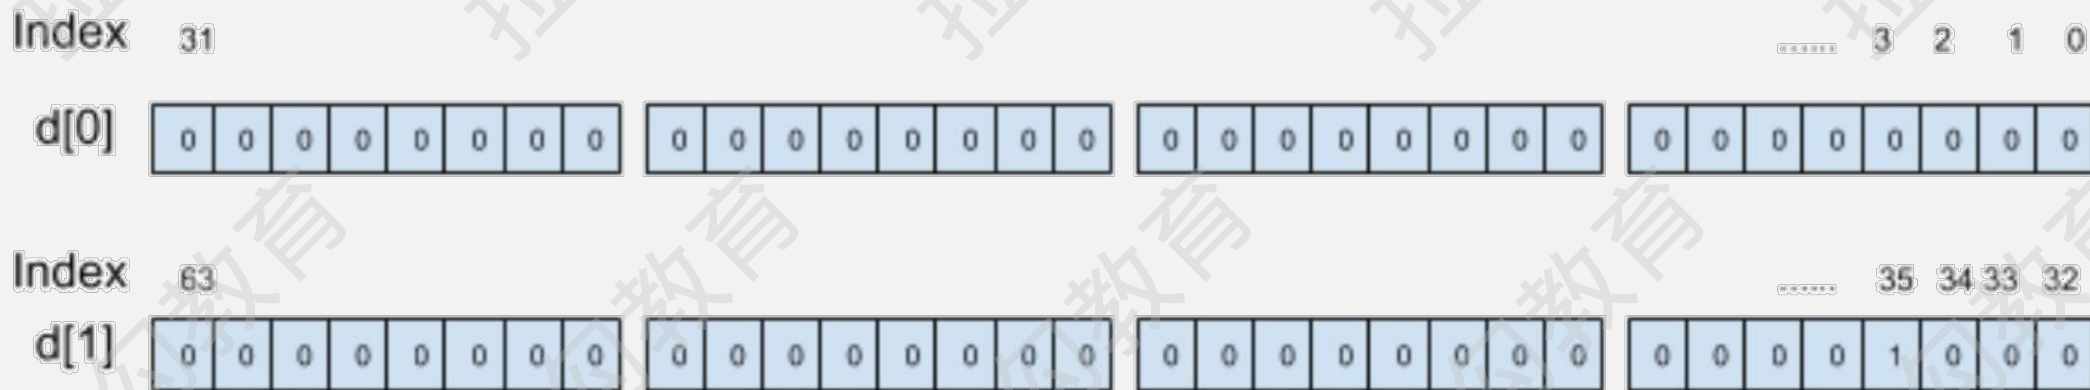 Index 31 ...... 3 2 1 0
d[0] 0 0 0 0 0 0 0 0 0 0 0 0 0 0 0 0 0 0 0 0 0 0 0 0 0 0 0 0 0 0 0 0
Index 63 ...... 35 34 33 32
d[1] 0 0 0 0 0 0 0 0 0 0 0 0 0 0 0 0 0 0 0 0 0 0 0 0 0 0 0 0 1 0 0 0